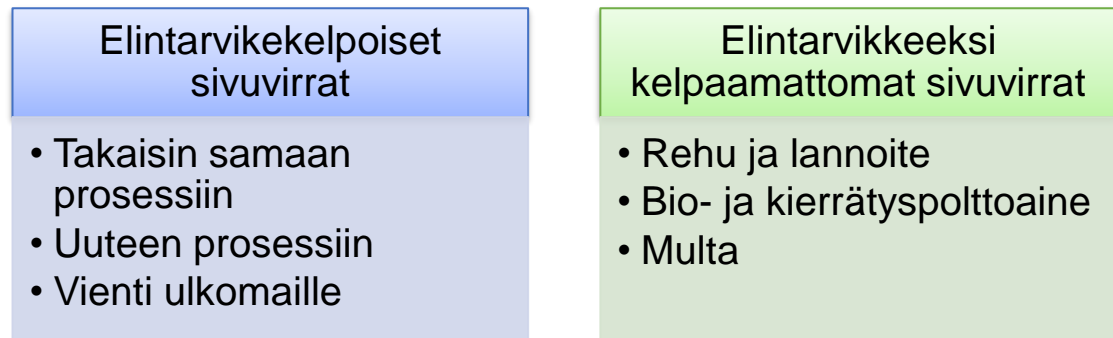 Elintarvikekelpoiset
sivuvirrat
• Takaisin samaan
prosessiin
• Uuteen prosessiin
• Vienti ulkomaille
Elintarvikkeeksi
kelpaamattomat sivuvirrat
• Rehu ja lannoite
• Bio- ja kierrätyspolttoaine
• Multa